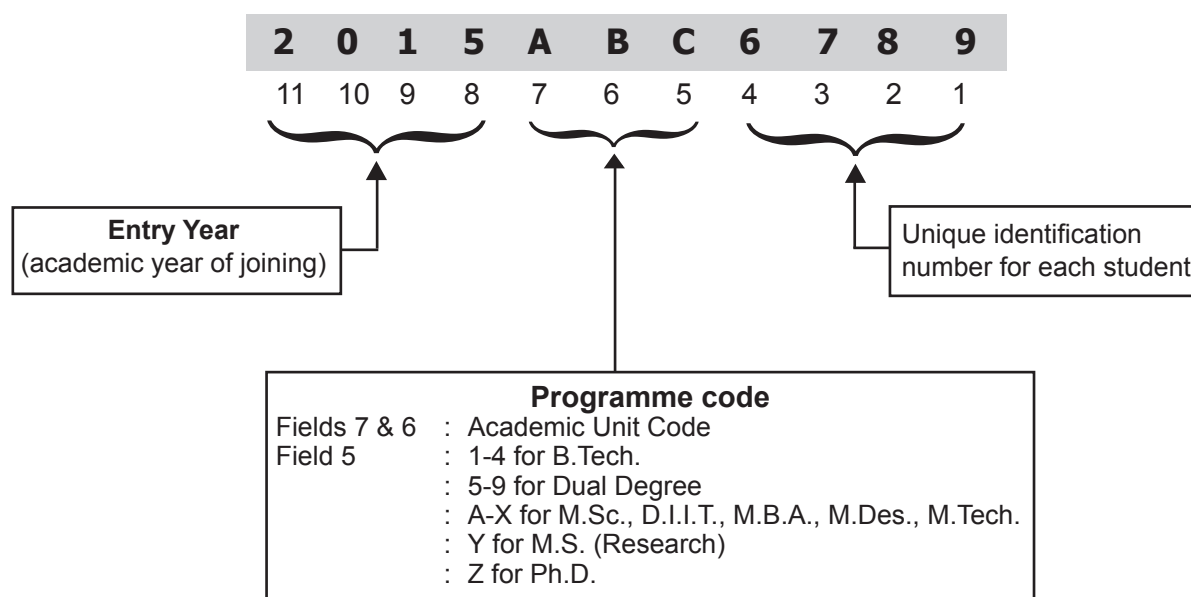 2 0 1 5 A B C 6 7 8 9
11 10 9 8 7 6 5 4 3 2 1
Entry Year
(academic year of joining)
Unique identification
number for each student
Programme code
Fields 7 & 6 : Academic Unit Code
Field 5 : 1-4 for B.Tech.
: 5-9 for Dual Degree
: A-X for M.Sc., D.I.I.T., M.B.A., M.Des., M.Tech.
: Y for M.S. (Research)
: Z for Ph.D.